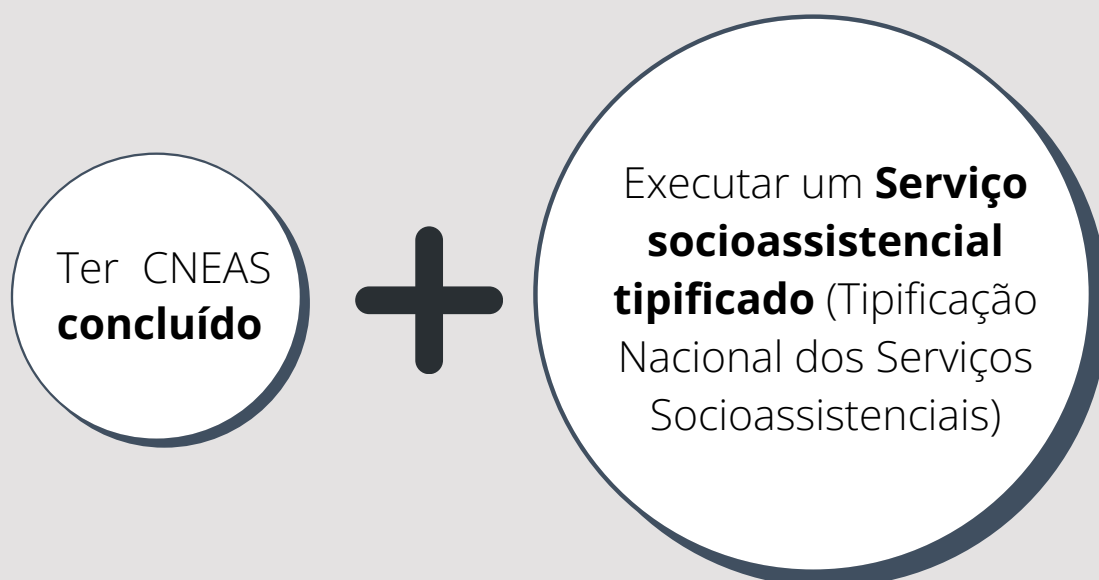 Ter CNEAS
concluído
Executar um Serviço
socioassistencial
tipificado (Tipificação
Nacional dos Serviços
Socioassistenciais)